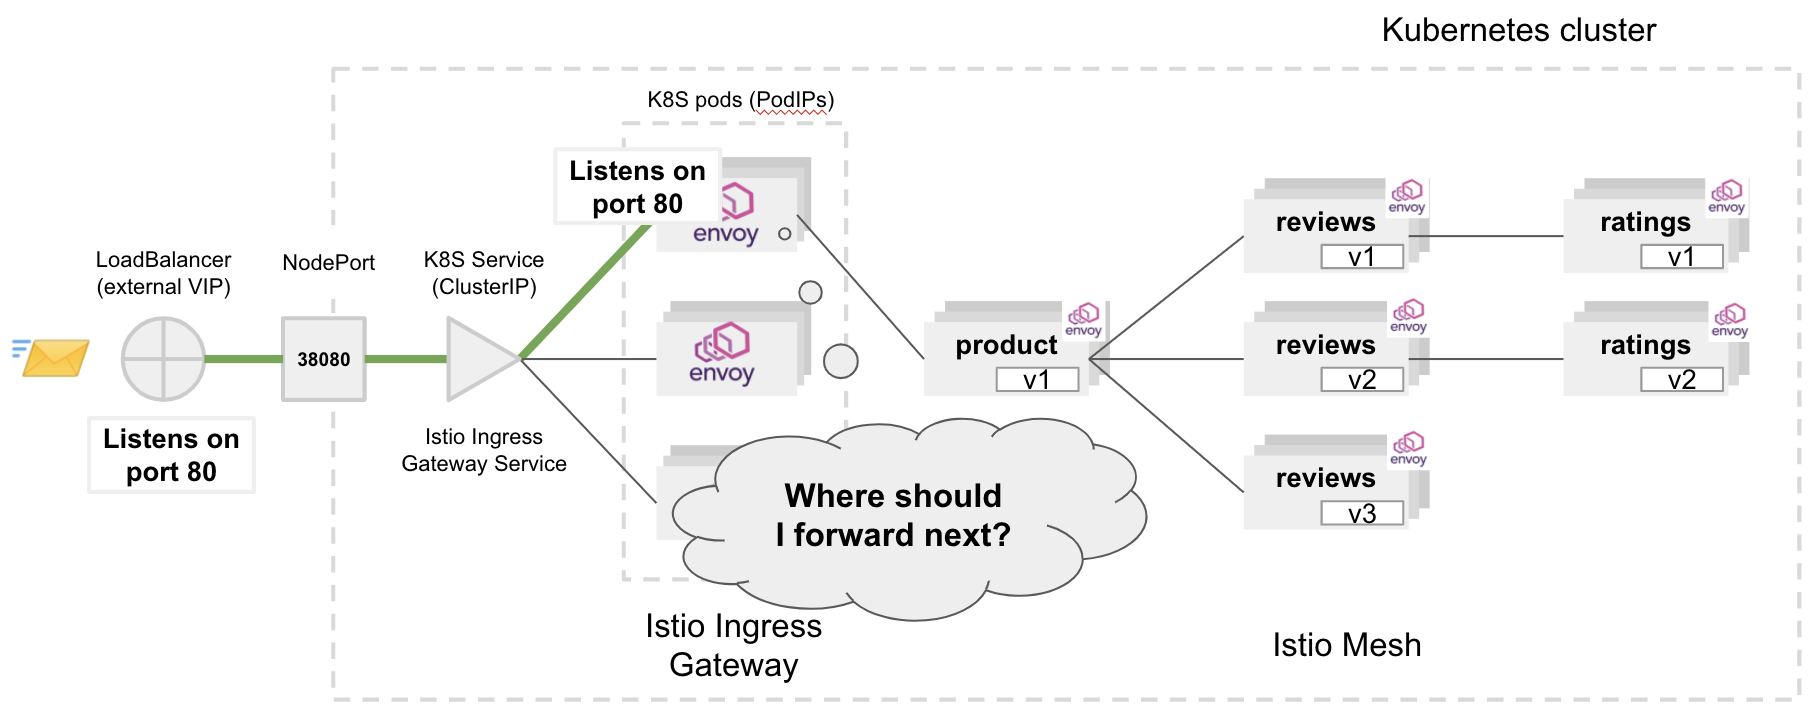 Kubernetes cluster
K8S pods (PodIPs)
Listens on
port 80
envoy
LoadBalancer
(external VIP)
NodePort
K8S Service
(ClusterIP)
38080
Listens on
port 80
Istio Ingress
Gateway Service
envoy
Where should
I forward next?
Istio Ingress
Gateway
product
envoy
v1
reviews
envoy
v1
ratings
envoy
v1
reviews
envoy
v2
ratings
envoy
v2
reviews
envoy
v3
Istio Mesh